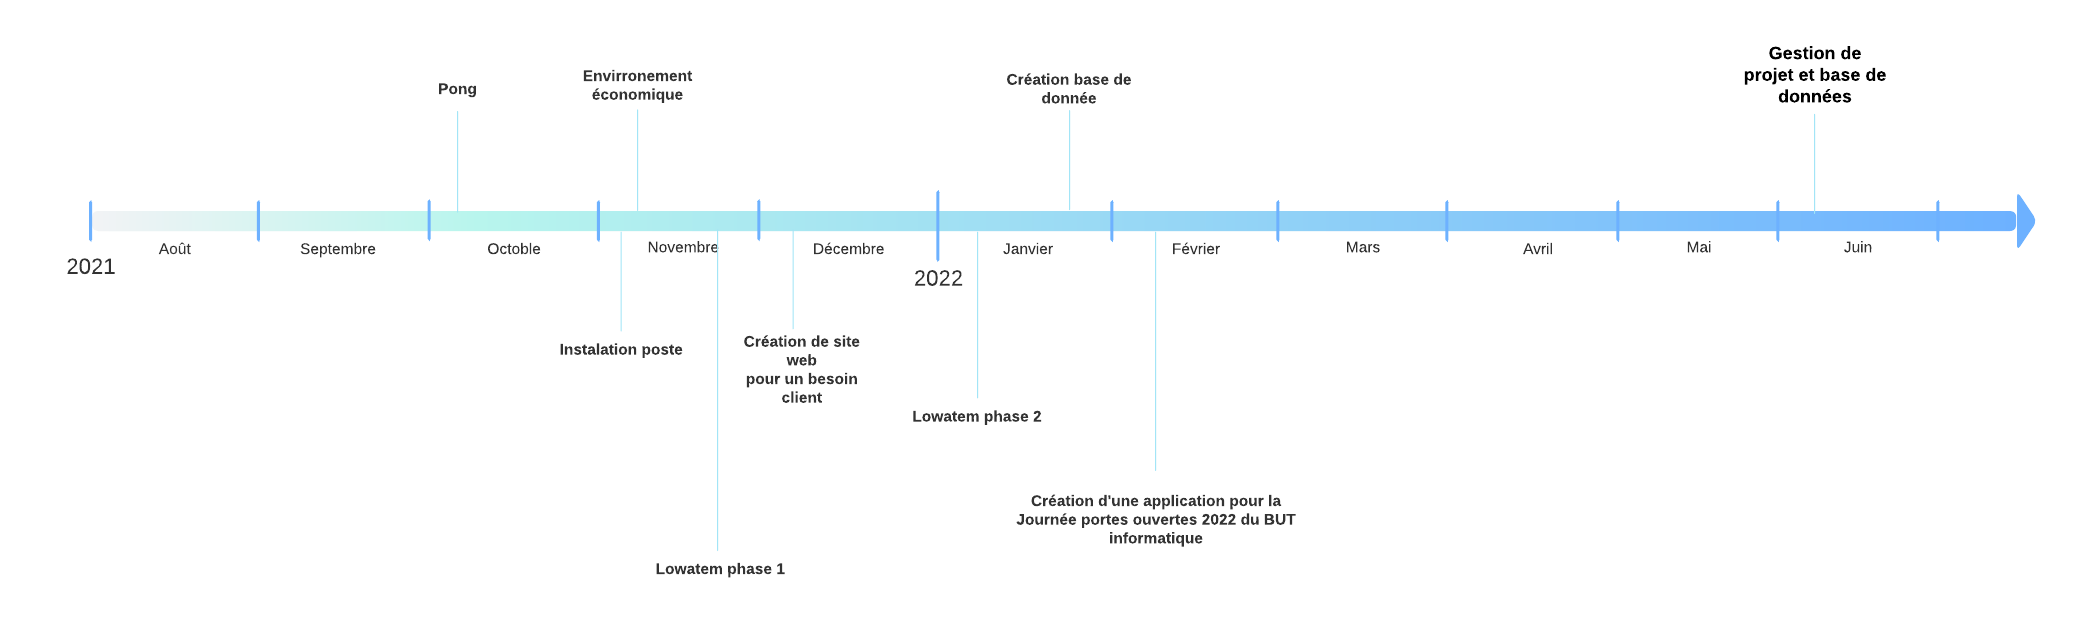 Gestion de
projet et base de
données
Envirronement
économique
Création base de
donnée
Pong
Août
Septembre
Octoble
Novembre
Décembre
Janvier
Février
Mars
Avril
Mai
Juin
2021
2022
Instalation poste
Création de site
web
pour un besoin
client
Lowatem phase 2
Création d'une application pour la
Journée portes ouvertes 2022 du BUT
informatique
Lowatem phase 1